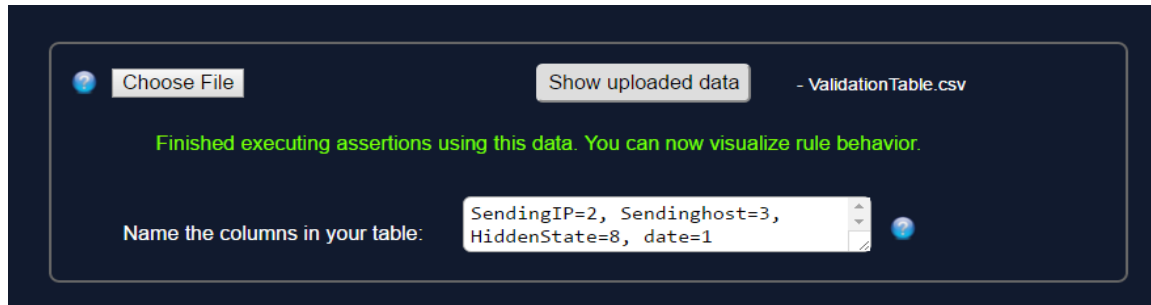 Choose File
Show uploaded data
- ValidationTable.csv
Finished executing assertions using this data. You can now visualize rule behavior.
Name the columns in your table:
SendingIP=2, Sendinghost=3,
HiddenState=8, date=1